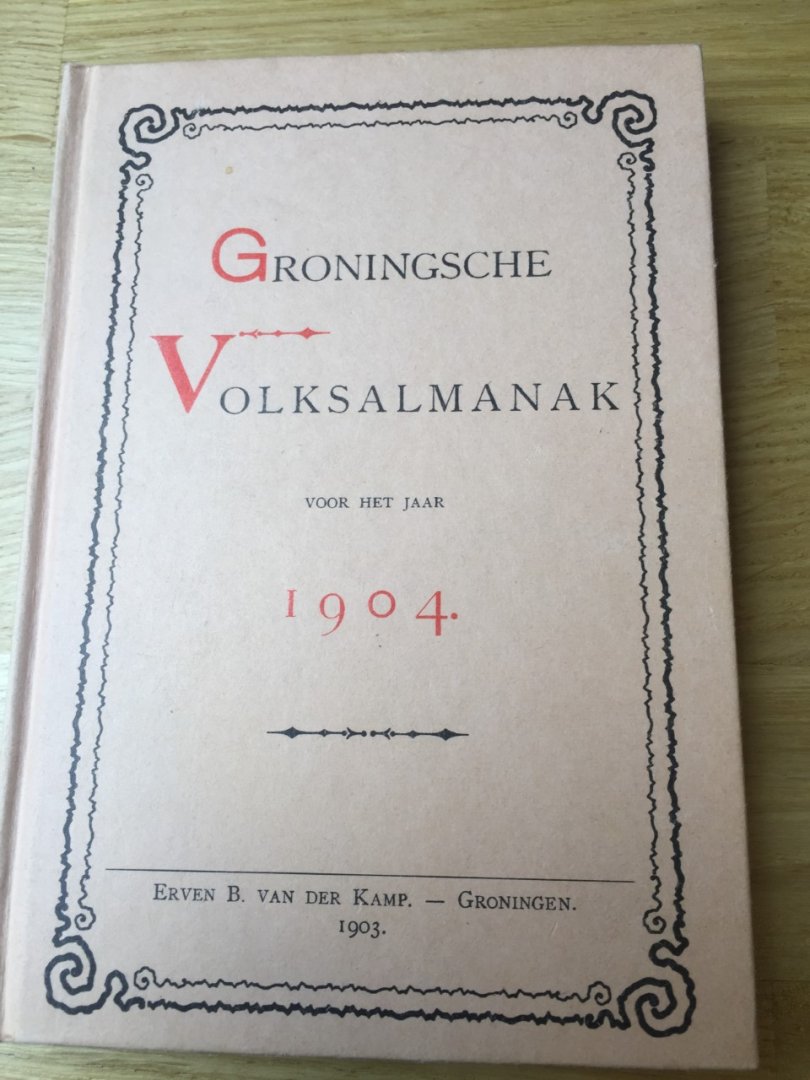 GRONINGSCHE
VOLKSALMANAK
VOOR HET JAAR
1904.
ERVEN B. VAN DER KAMP. — GRONINGEN.
1903.